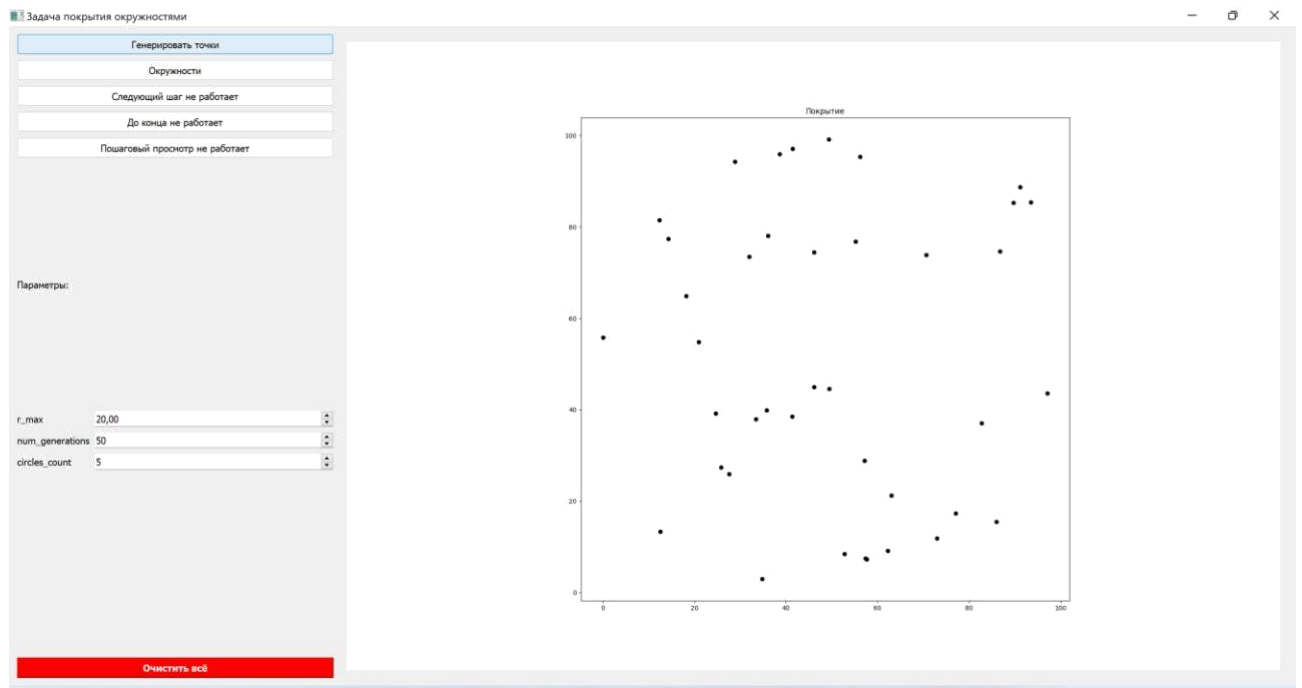 Задача покрытия окружностями
Генерировать точки
Окружности
Следующий шаг не работает
До конца не работает
Пошаговый просмотр не работает
Параметры:
r_max 20,00
num_generations 50
circles_count 5
Очистить всё
Покрытие
100
80
60
40
20
0
0 20 40 60 80 100